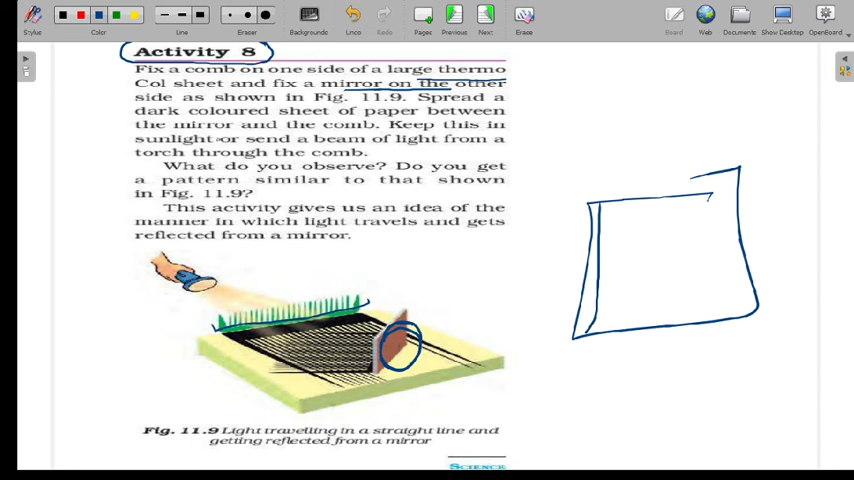 Stylus
Color
Line
Eraser
Backgrounds
Undo
Redo
Pages
Previous
Next
Erase
Board
Web
Documents
Show Desktop
OpenBoard
Activity 8
Fix a comb on one side of a large thermo
Col sheet and fix a mirror on the other
side as shown in Fig. 11.9. Spread a
dark coloured sheet of paper between
the mirror and the comb. Keep this in
sunlight or send a beam of light from a
torch through the comb.
What do you observe? Do you get
a pattern similar to that shown
in Fig. 11.9?
This activity gives us an idea of the
manner in which light travels and gets
reflected from a mirror.
Fig. 11.9 Light travelling in a straight line and
getting reflected from a mirror
SCIENCE